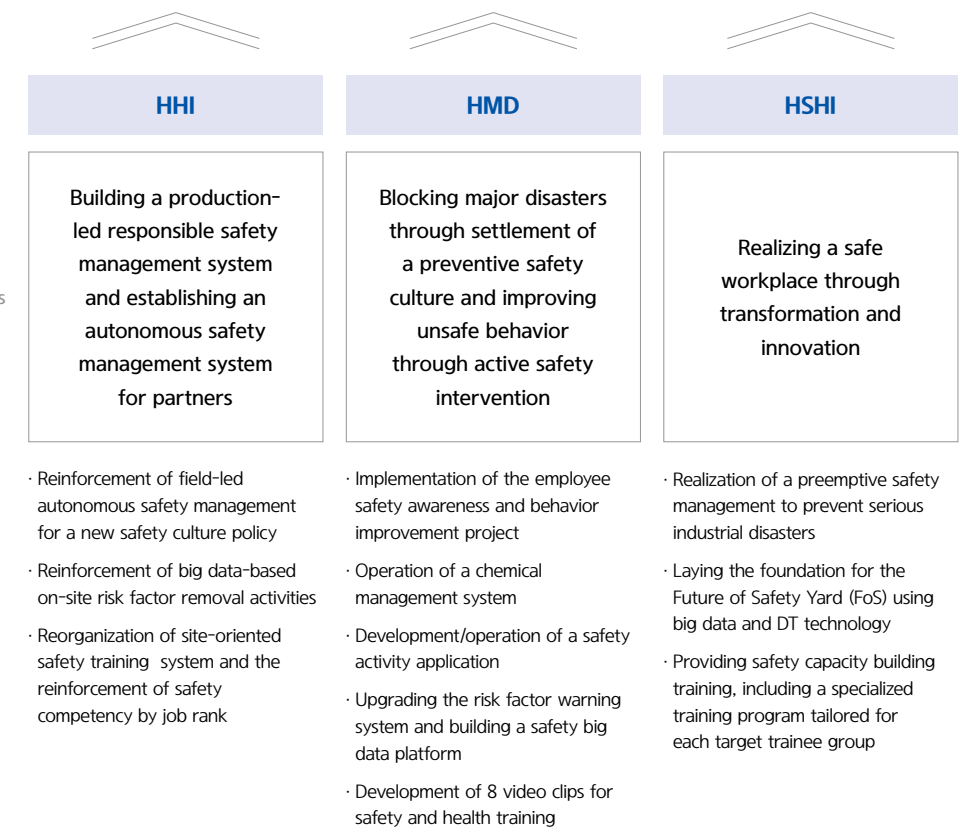 HHI
Building a production-
led responsible safety
management system
and establishing an
autonomous safety
management system
for partners
· Reinforcement of field-led
autonomous safety management
for a new safety culture policy
· Reinforcement of big data-based
on-site risk factor removal activities
· Reorganization of site-oriented
safety training system and the
reinforcement of safety
competency by job rank
HMD
Blocking major disasters
through settlement of
a preventive safety
culture and improving
unsafe behavior
through active safety
intervention
· Implementation of the employee
safety awareness and behavior
improvement project
· Operation of a chemical
management system
· Development/operation of a safety
activity application
· Upgrading the risk factor warning
system and building a safety big
data platform
· Development of 8 video clips for
safety and health training
HSHI
Realizing a safe
workplace through
transformation and
innovation
· Realization of a preemptive safety
management to prevent serious
industrial disasters
· Laying the foundation for the
Future of Safety Yard (FoS) using
big data and DT technology
· Providing safety capacity building
training, including a specialized
training program tailored for
each target trainee group